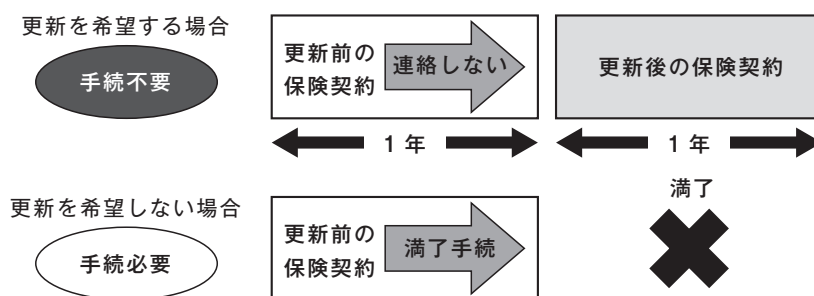 更新を希望する場合
手続不要
更新前の
保険契約
連絡しない
更新後の保険契約
1年
1年
更新を希望しない場合
手続必要
更新前の
保険契約
満了手続
満了